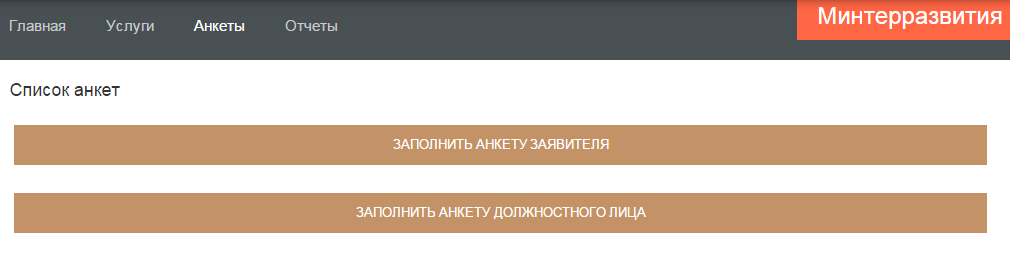 Главная Услуги Анкеты Отчеты Минтерразвития
Список анкет
ЗАПОЛНИТЬ АНКЕТУ ЗАЯВИТЕЛЯ
ЗАПОЛНИТЬ АНКЕТУ ДОЛЖНОСТНОГО ЛИЦА